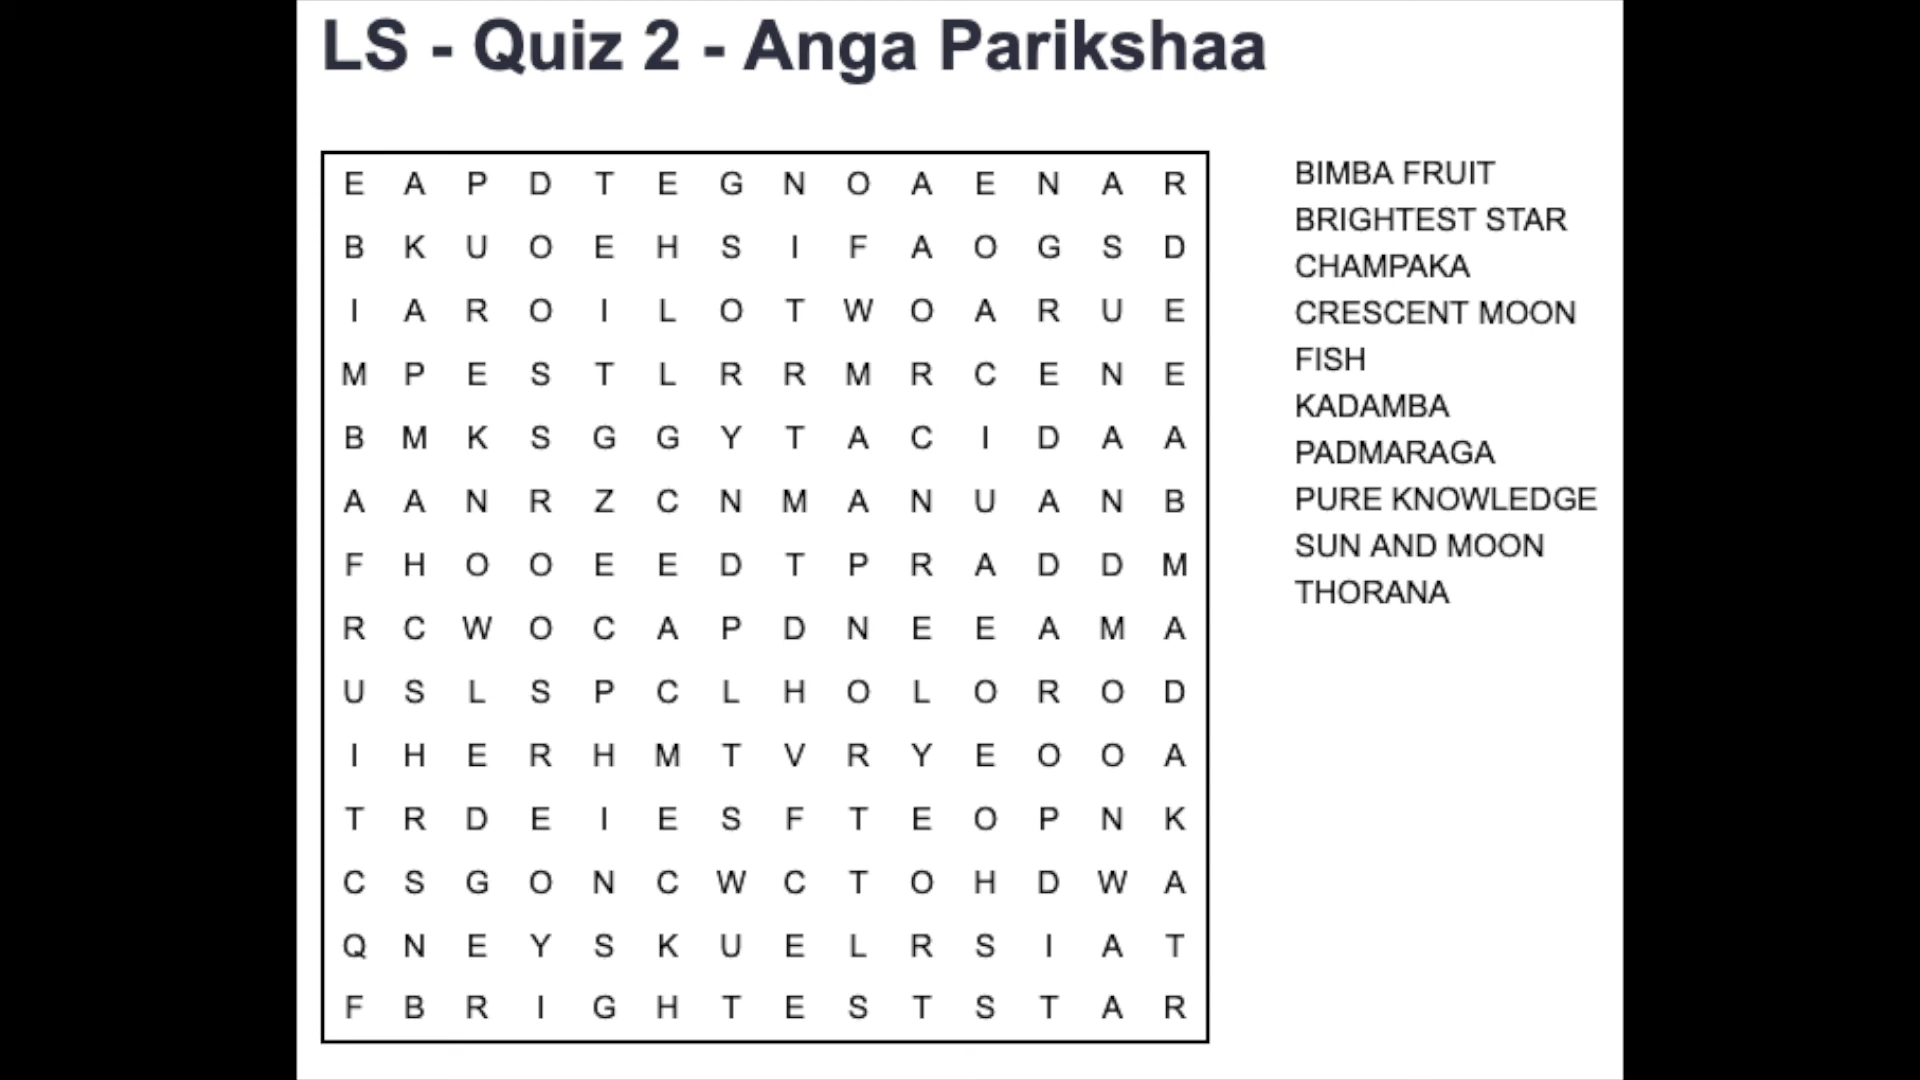 LS - Quiz 2 - Anga Parikshaa
E A P D T E G N O A E N A R
B K U O E H S I F A O G S D
I A R O I L O T W O A R U E
M P E S T L R R M R C E N E
B M K S G G Y T A C I D A A
A A N R Z C N M A N U A N B
F H O O E E D T P R A D D M
R C W O C A P D N E E A M A
U S L S P C L H O L O R O D
I H E R H M T V R Y E O O A
T R D E I E S F T E O P N K
C S G O N C W C T O H D W A
Q N E Y S K U E L R S I A T
F B R I G H T E S T S T A R
BIMBA FRUIT
BRIGHTEST STAR
CHAMPAKA
CRESCENT MOON
FISH
KADAMBA
PADMARAGA
PURE KNOWLEDGE
SUN AND MOON
THORANA